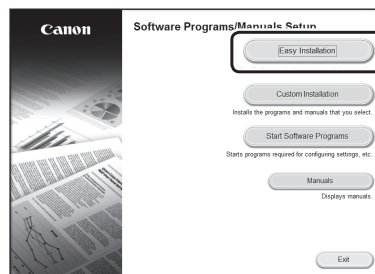 Canon
Software Programs/Manuals Setup
Easy Installation
Custom Installation
Installs the programs and manuals that you select.
Start Software Programs
Starts programs required for configuring settings, etc.
Manuals
Displays manuals.
Exit